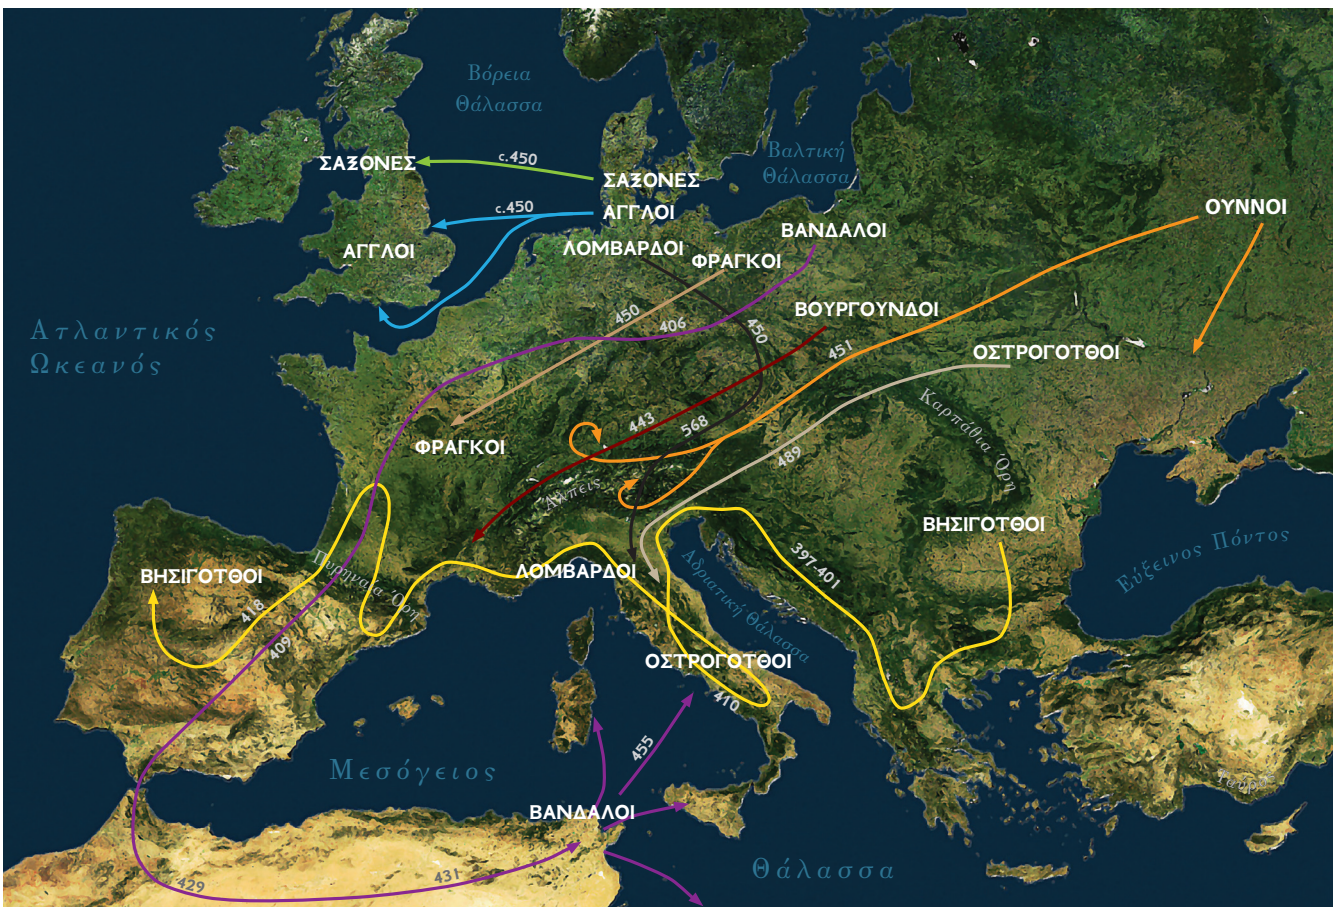 Βόρεια
Θάλασσα
Βαλτική
Θάλασσα
ΣΑΞΟΝΕΣ
c.450
ΣΑΞΟΝΕΣ
c.450
ΑΓΓΛΟΙ
ΟΥΝΝΟΙ
ΒΑΝΔΑΛΟΙ
ΑΓΓΛΟΙ
ΛΟΜΒΑΡΔΟΙ
ΦΡΑΓΚΟΙ
ΒΟΥΡΓΟΥΝΔΟΙ
450
406
450
451
Ατλαντικός
Ωκεανός
ΟΣΤΡΟΓΟΤΘΟΙ
Καρπάθια Όρη
443
568
489
ΦΡΑΓΚΟΙ
Άλπεις
ΒΗΣΙΓΟΤΘΟΙ
Εύξεινος Πόντος
397-401
Πυρηναία Όρη
ΛΟΜΒΑΡΔΟΙ
ΒΗΣΙΓΟΤΘΟΙ
Αδριατική Θάλασσα
418
409
ΟΣΤΡΟΓΟΤΘΟΙ
410
455
Μεσόγειος
ΒΑΝΔΑΛΟΙ
Θάλασσα
429
431